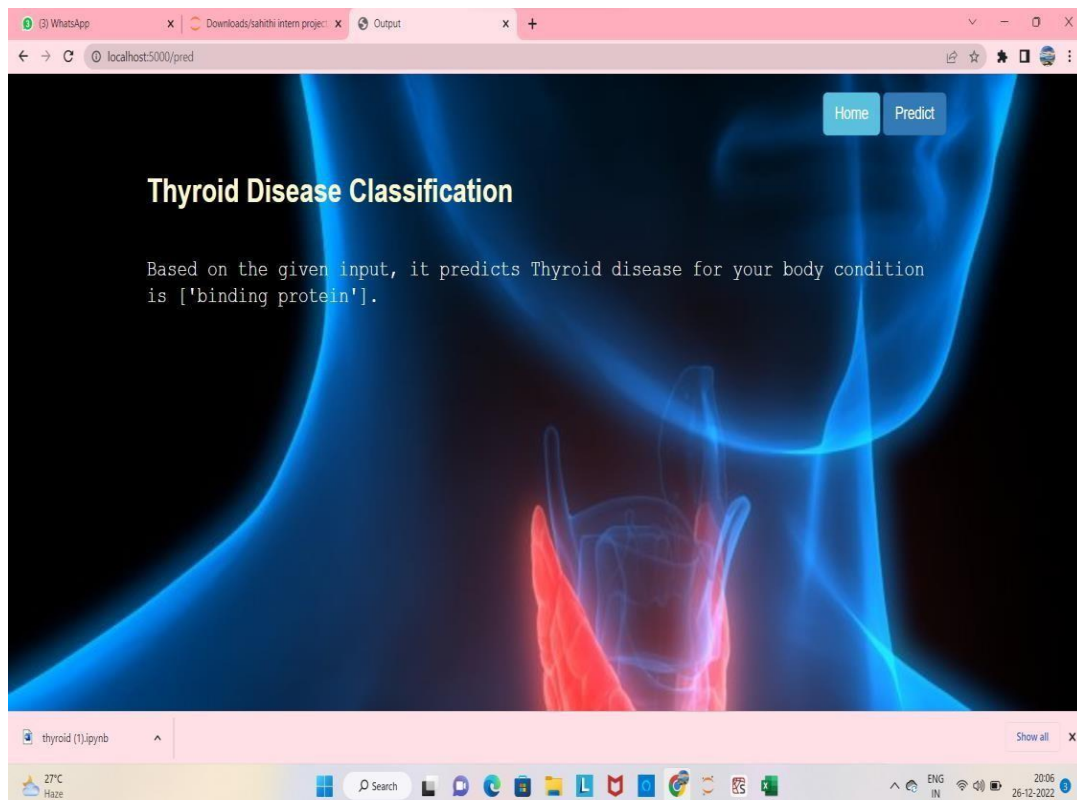 (3) WhatsApp
Downloads/sahithi intern project
Output
localhost:5000/pred
Home
Predict
Thyroid Disease Classification
Based on the given input, it predicts Thyroid disease for your body condition
is ['binding protein'].
thyroid (1).ipynb
Show all
27°C
Haze
Search
ENG
IN
20:06
26-12-2022
3